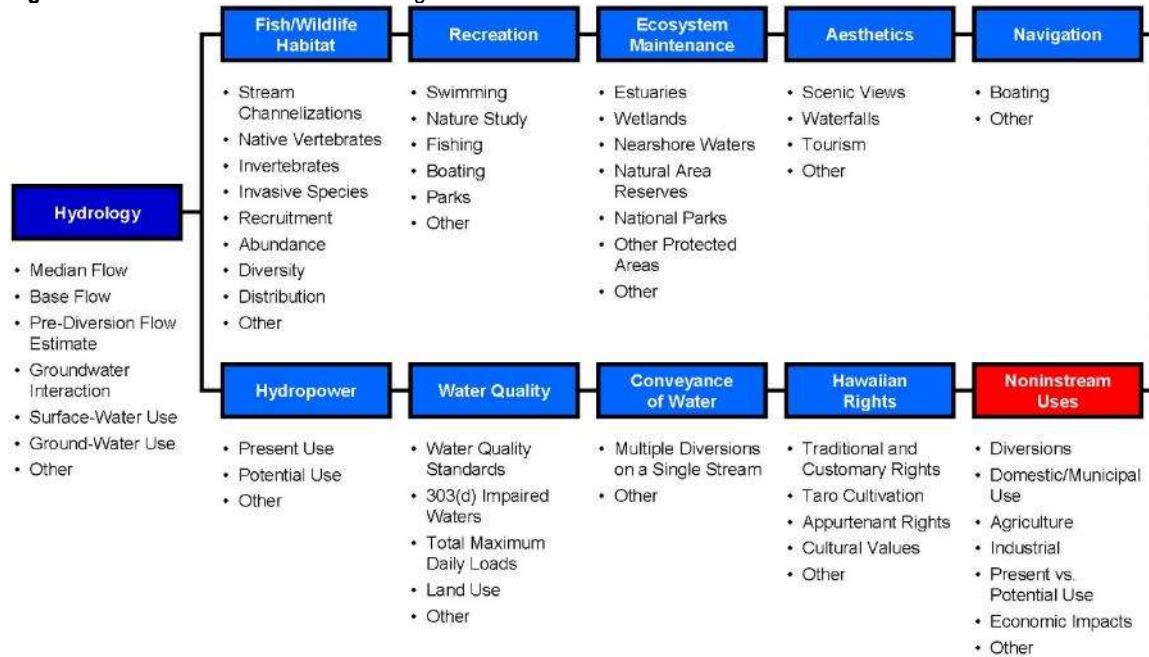 Fish/Wildlife
Habitat
• Stream
Channelizations
• Native Vertebrates
• Invertebrates
• Invasive Species
• Recruitment
• Abundance
• Diversity
• Distribution
• Other
Recreation
• Swimming
• Nature Study
• Fishing
• Boating
• Parks
• Other
Ecosystem
Maintenance
• Estuaries
• Wetlands
• Nearshore Waters
• Natural Area
Reserves
• National Parks
• Other Protected
Areas
• Other
Aesthetics
• Scenic Views
• Waterfalls
• Tourism
• Other
Navigation
• Boating
• Other
Hydrology
• Median Flow
• Base Flow
• Pre-Diversion Flow
Estimate
• Groundwater
Interaction
• Surface-Water Use
• Ground-Water Use
• Other
Hydropower
• Present Use
• Potential Use
• Other
Water Quality
• Water Quality
Standards
• 303(d) Impaired
Waters
• Total Maximum
Daily Loads
• Land Use
• Other
Conveyance
of Water
• Multiple Diversions
on a Single Stream
• Other
Hawaiian
Rights
• Traditional and
Customary Rights
• Taro Cultivation
• Appurtenant Rights
• Cultural Values
• Other
Noninstream
Uses
• Diversions
• Domestic/Municipal
Use
• Agriculture
• Industrial
• Present vs.
Potential Use
• Economic Impacts
• Other